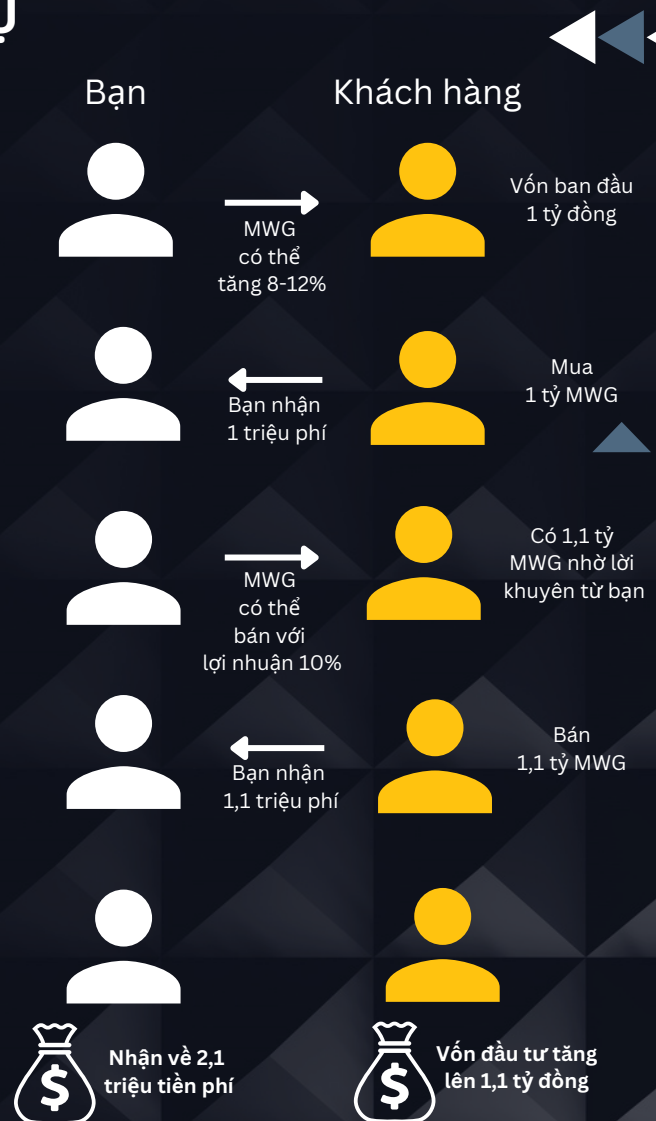 Bạn
Khách hàng
MWG
có thể
tăng 8-12%
Vốn ban đầu
1 tỷ đồng
Bạn nhận
1 triệu phí
Mua
1 tỷ MWG
MWG
có thể
bán với
lợi nhuận 10%
Có 1,1 tỷ
MWG nhờ lời
khuyên từ bạn
Bạn nhận
1,1 triệu phí
Bán
1,1 tỷ MWG
$
Nhận về 2,1
triệu tiền phí
$
Vốn đầu tư tăng
lên 1,1 tỷ đồng